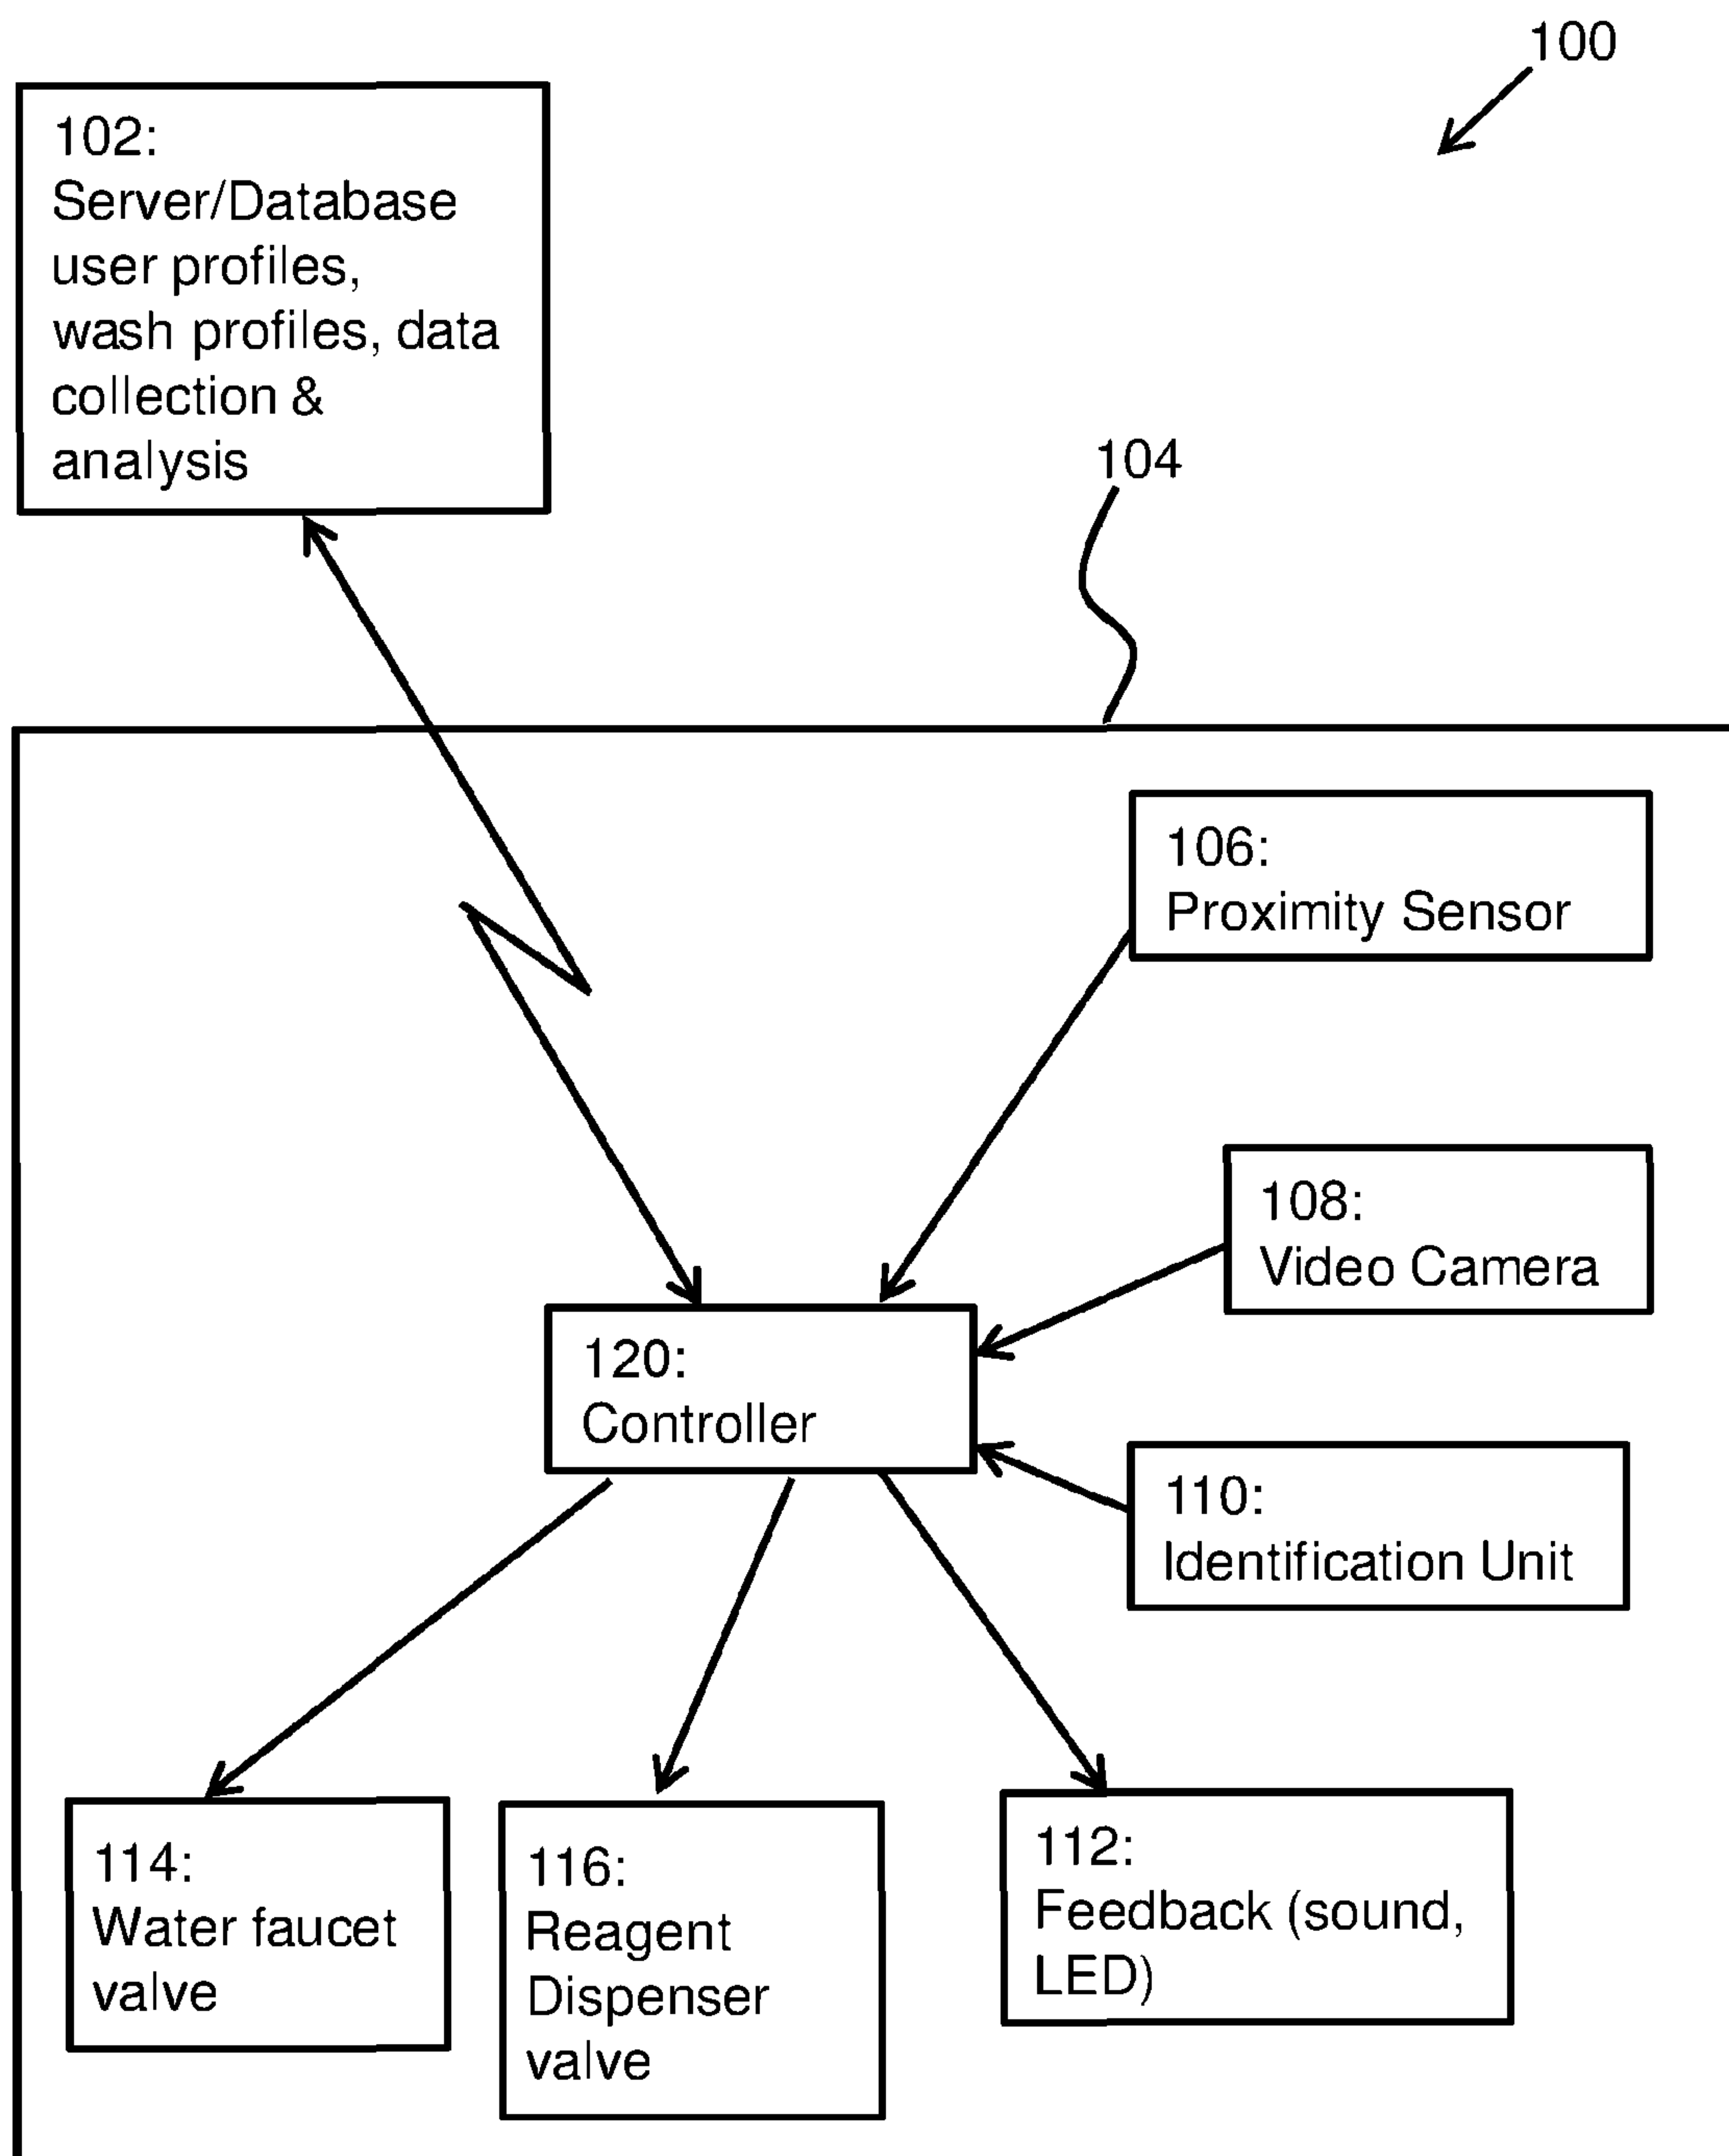 100
102:
Server/Database
user profiles,
wash profiles, data
collection &
analysis
104
106:
Proximity Sensor
108:
Video Camera
120:
Controller
110:
Identification Unit
114:
Water faucet
valve
116:
Reagent
Dispenser
valve
112:
Feedback (sound,
LED)